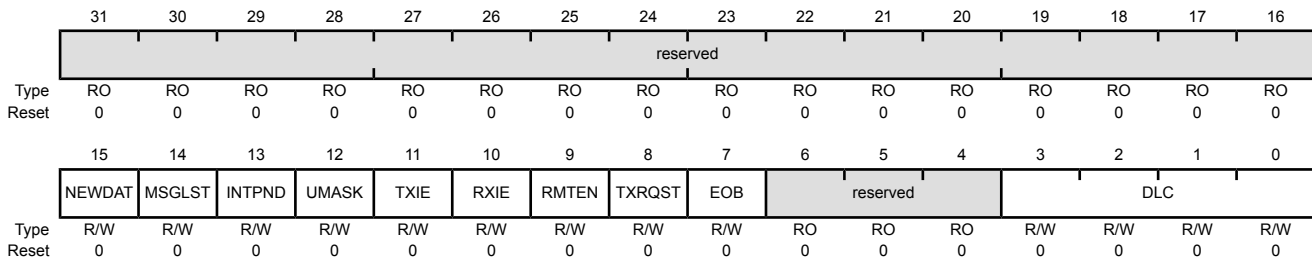 31 30 29 28 27 26 25 24 23 22 21 20 19 18 17 16
reserved
Type RO RO RO RO RO RO RO RO RO RO RO RO RO RO RO RO
Reset 0 0 0 0 0 0 0 0 0 0 0 0 0 0 0 0
15 14 13 12 11 10 9 8 7 6 5 4 3 2 1 0
NEWDAT MSGLST INTPND UMASK TXIE RXIE RMTEN TXRQST EOB reserved DLC
Type R/W R/W R/W R/W R/W R/W R/W R/W R/W RO RO RO R/W R/W R/W R/W
Reset 0 0 0 0 0 0 0 0 0 0 0 0 0 0 0 0